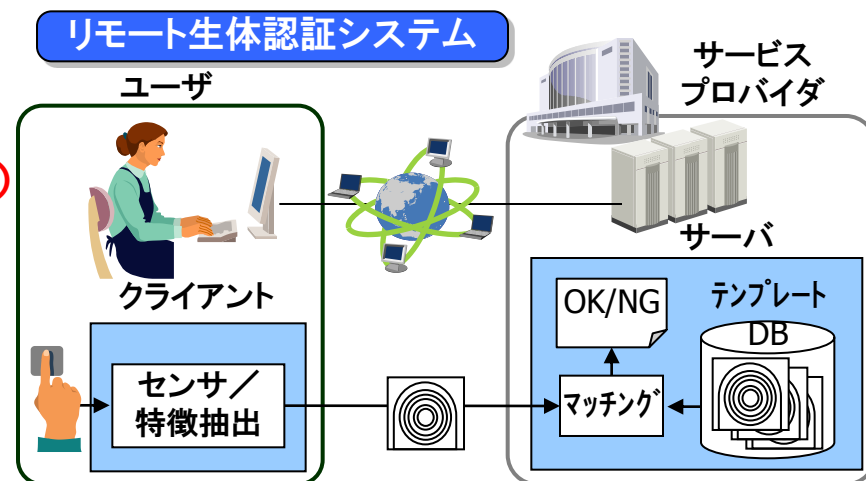 リモート生体認証システム
ユーザ
サービス
プロバイダ
サーバ
クライアント
センサ／
特徴抽出
OK/NG
テンプレート
DB
マッチング